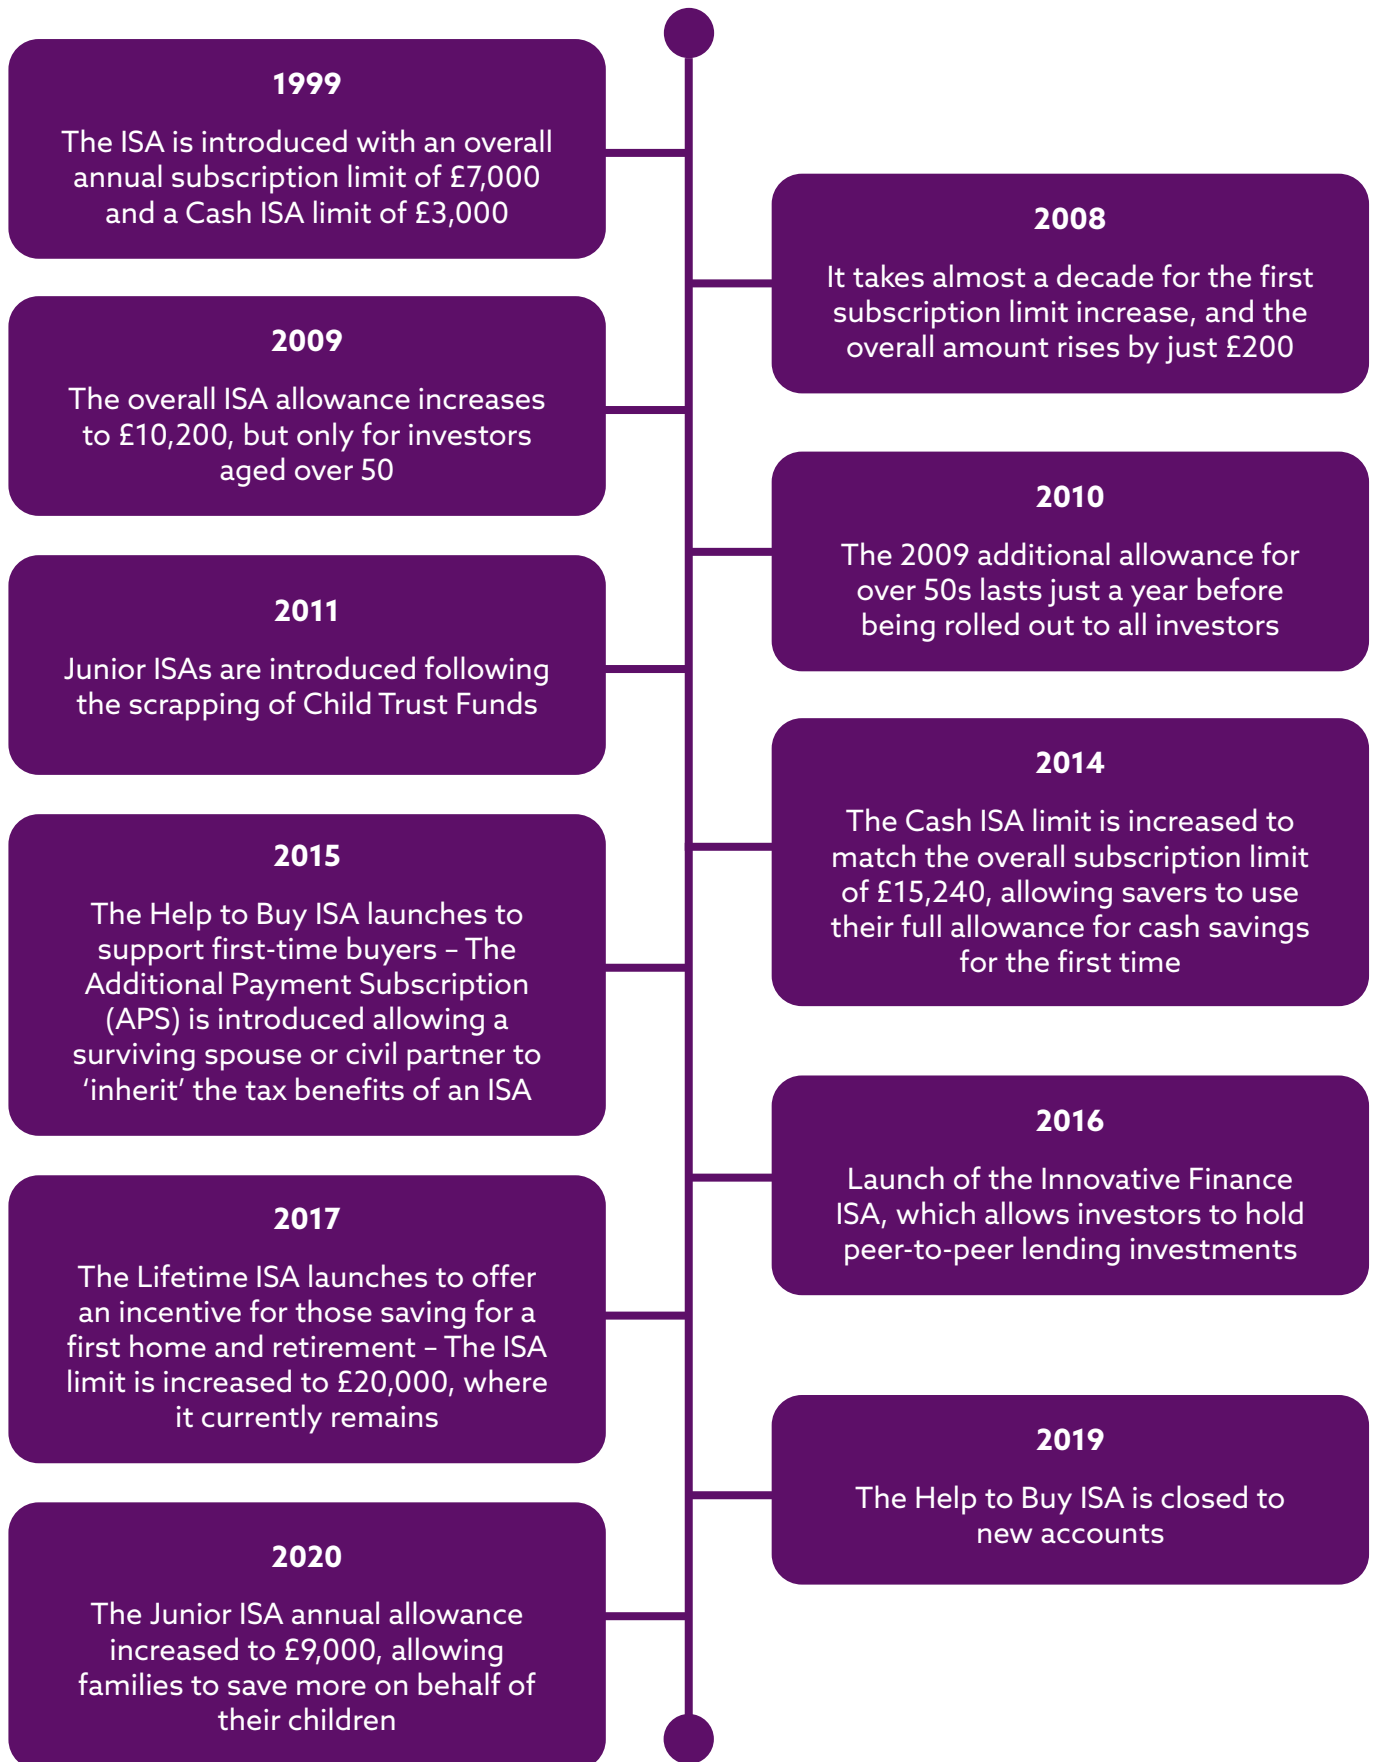 1999
The ISA is introduced with an overall
annual subscription limit of £7,000
and a Cash ISA limit of £3,000
2008
It takes almost a decade for the first
subscription limit increase, and the
overall amount rises by just £200
2009
The overall ISA allowance increases
to £10,200, but only for investors
aged over 50
2010
The 2009 additional allowance for
over 50s lasts just a year before
being rolled out to all investors
2011
Junior ISAs are introduced following
the scrapping of Child Trust Funds
2014
The Cash ISA limit is increased to
match the overall subscription limit
of £15,240, allowing savers to use
their full allowance for cash savings
for the first time
2015
The Help to Buy ISA launches to
support first-time buyers – The
Additional Payment Subscription
(APS) is introduced allowing a
surviving spouse or civil partner to
‘inherit’ the tax benefits of an ISA
2016
Launch of the Innovative Finance
ISA, which allows investors to hold
peer-to-peer lending investments
2017
The Lifetime ISA launches to offer
an incentive for those saving for a
first home and retirement – The ISA
limit is increased to £20,000, where
it currently remains
2019
The Help to Buy ISA is closed to
new accounts
2020
The Junior ISA annual allowance
increased to £9,000, allowing
families to save more on behalf of
their children